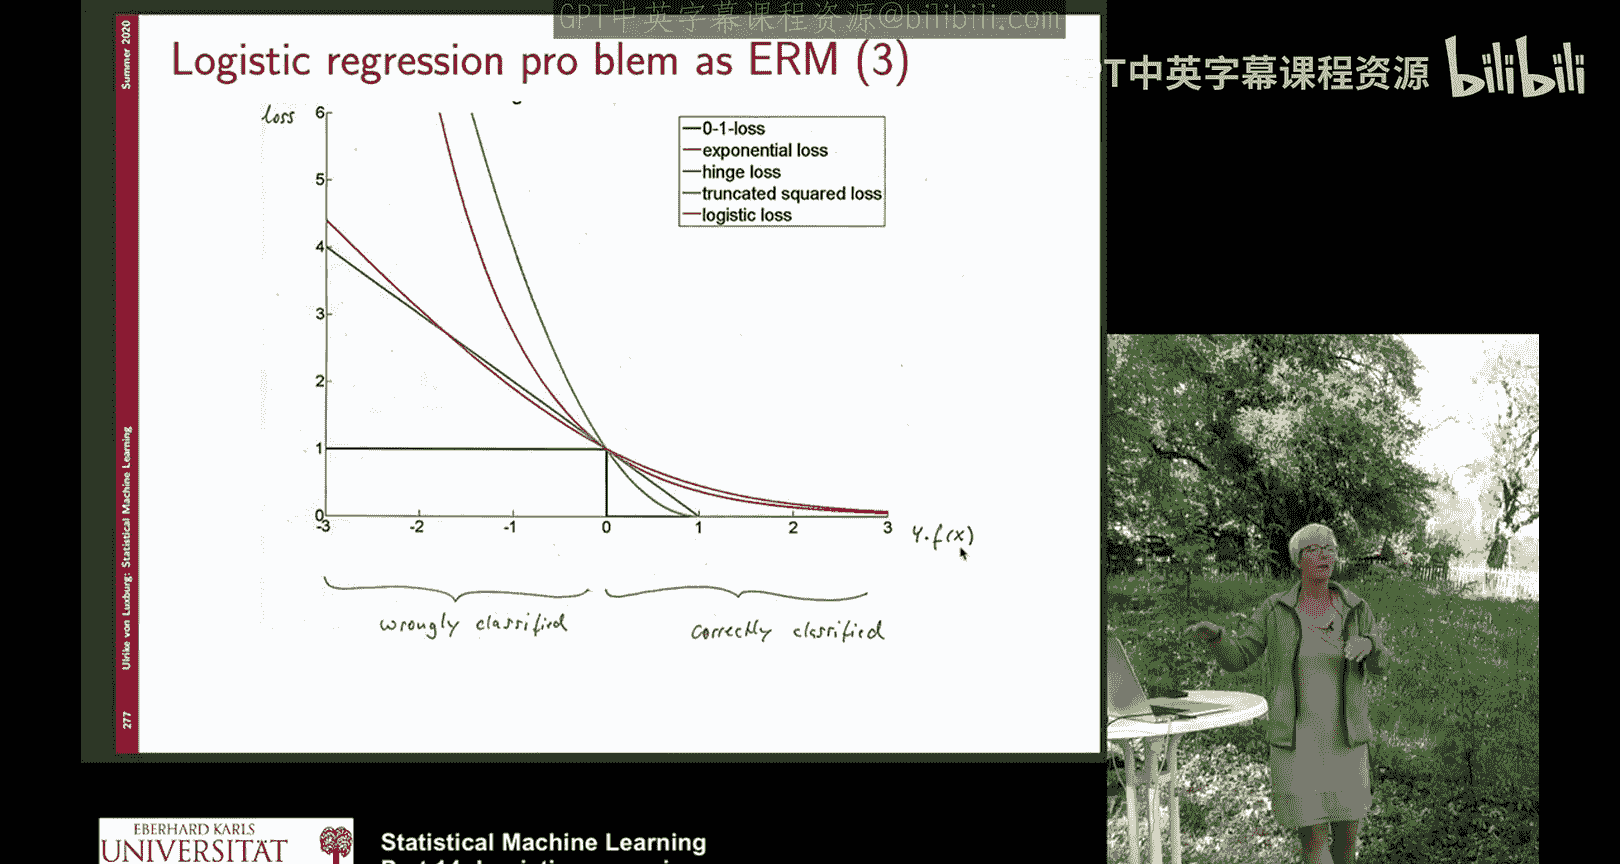 GPT中英字幕课程资源@bilibili.com
T中英字幕课程资源 bilibili
Summer 2020
Logistic regression pro blem as ERM (3)
loss
6
5
4
3
2
1
0
-3 -2 -1 0 1 2 3
0-1-loss
exponential loss
hinge loss
truncated squared loss
logistic loss
Y.f(x)
wrongly classified
correctly classified
Ulrike von Luxburg: Statistical Machine Learning
277
EBERHARD KARLS
UNIVERSITÄT
Statistical Machine Learning